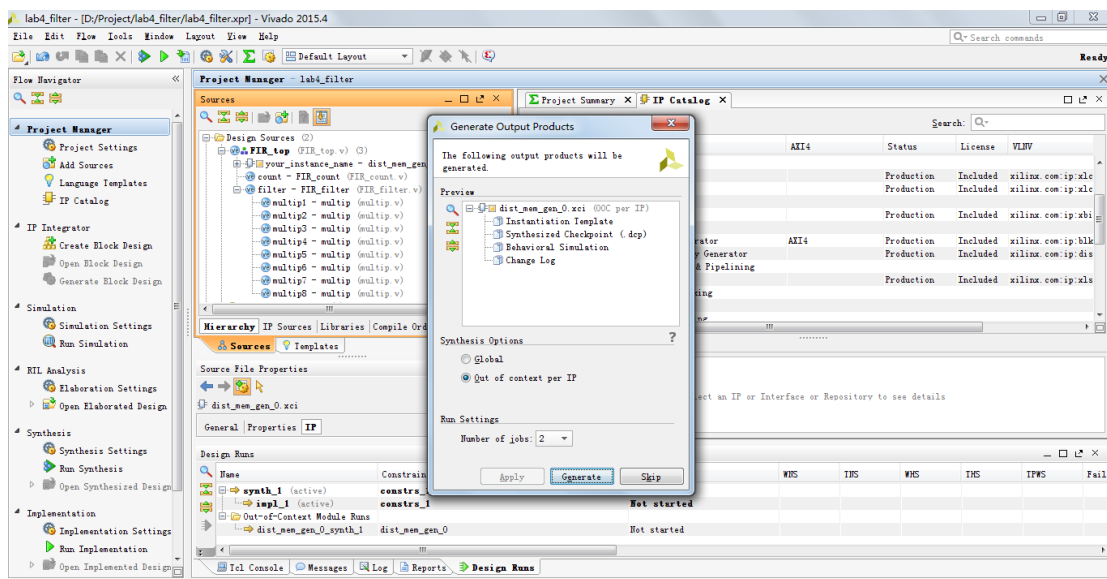 lab4_filter - [D:/Project/lab4_filter/lab4_filter.xpr] - Vivado 2015.4
File Edit Flow Tools Window Layout View Help
Search commands
Default Layout
Ready
Flow Navigator
Project Manager
Project Settings
Add Sources
Language Templates
IP Catalog
IP Integrator
Create Block Design
Open Block Design
Generate Block Design
Simulation
Simulation Settings
Run Simulation
RTL Analysis
Elaboration Settings
Open Elaborated Design
Synthesis
Synthesis Settings
Run Synthesis
Open Synthesized Design
Implementation
Implementation Settings
Run Implementation
Open Implemented Design
Project Manager - lab4_filter
Sources
Design Sources (2)
FIR_top (FIR_top.v) (3)
your_instance_name - dist_mem_gen
count - FIR_count (FIR_count.v)
filter - FIR_filter (FIR_filter.v)
multip1 - multip (multip.v)
multip2 - multip (multip.v)
multip3 - multip (multip.v)
multip4 - multip (multip.v)
multip5 - multip (multip.v)
multip6 - multip (multip.v)
multip7 - multip (multip.v)
multip8 - multip (multip.v)
Hierarchy IP Sources Libraries Compile Ord
Sources Templates
Source File Properties
dist_mem_gen_0.xci
General Properties IP
Generate Output Products
The following output products will be
generated.
Preview
dist_mem_gen_0.xci (OOC per IP)
Instantiation Template
Synthesized Checkpoint (.dcp)
Behavioral Simulation
Change Log
Synthesis Options
?
Global
Out of context per IP
Run Settings
Number of jobs: 2
Apply Generate Skip
Project Summary IP Catalog
Search:
AXI4 Status License VLNV
Production Included xilinx.com:ip:xlc
Production Included xilinx.com:ip:xlc
Production Included xilinx.com:ip:xbi
rator AXI4 Production Included xilinx.com:ip:blk
y Generator Production Included xilinx.com:ip:dis
& Pipelining
Production Included xilinx.com:ip:xls
ing
ect an IP or Interface or Repository to see details
Design Runs
Name Constrain WNS TNS WHS THS TPWS Fail
synth_1 (active) constrs_
impl_1 (active) constrs_1 Not started
Out-of-Context Module Runs
dist_mem_gen_0_synth_1 dist_mem_gen_0 Not started
Tcl Console Messages Log Reports Design Runs